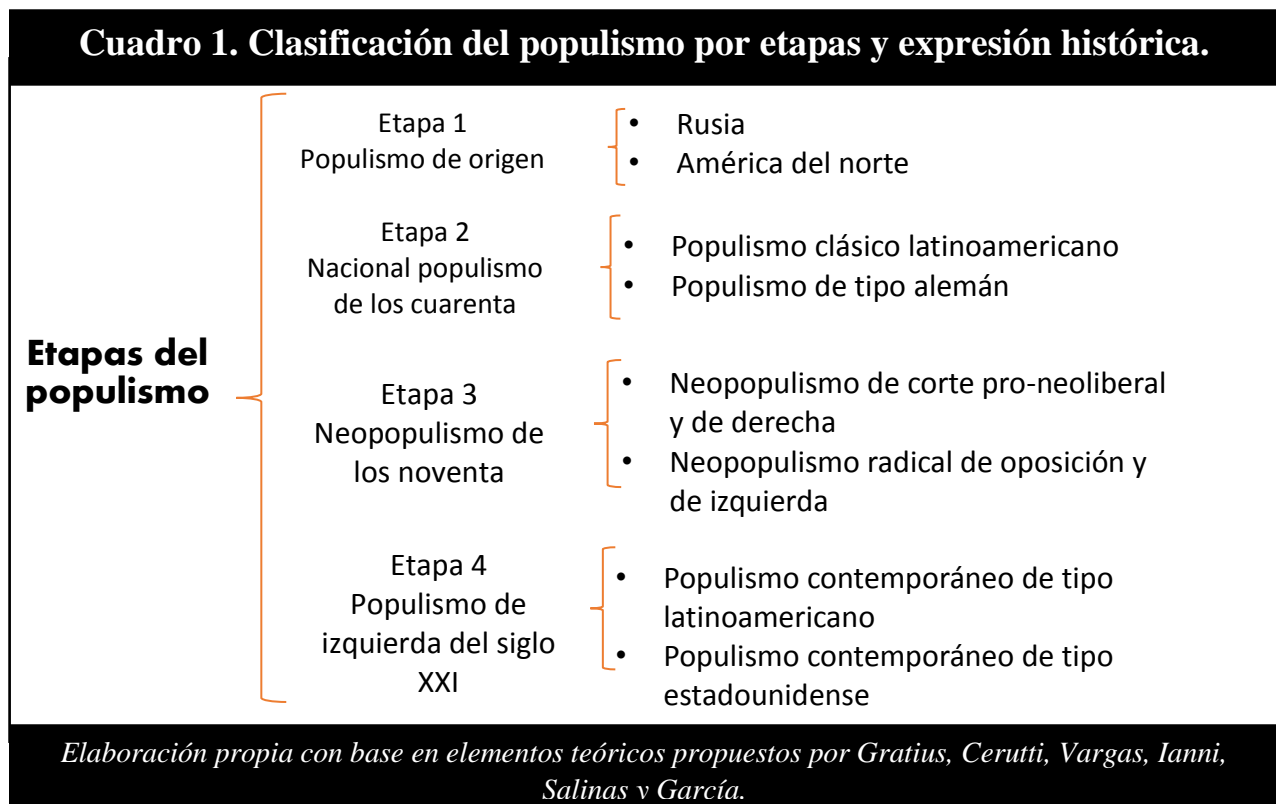 Cuadro 1. Clasificación del populismo por etapas y expresión histórica.
Etapas del
populismo
Etapa 1
Populismo de origen
• Rusia
• América del norte
Etapa 2
Nacional populismo
de los cuarenta
• Populismo clásico latinoamericano
• Populismo de tipo alemán
Etapa 3
Neopopulismo de
los noventa
• Neopopulismo de corte pro-neoliberal
y de derecha
• Neopopulismo radical de oposición y
de izquierda
Etapa 4
Populismo de
izquierda del siglo
XXI
• Populismo contemporáneo de tipo
latinoamericano
• Populismo contemporáneo de tipo
estadounidense
Elaboración propia con base en elementos teóricos propuestos por Gratius, Cerutti, Vargas, Ianni,
Salinas y García.